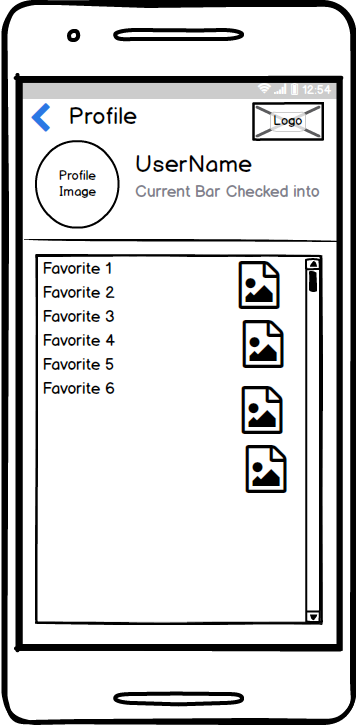 12:54
Profile
Logo
Profile
Image
UserName
Current Bar Checked into
Favorite 1
Favorite 2
Favorite 3
Favorite 4
Favorite 5
Favorite 6